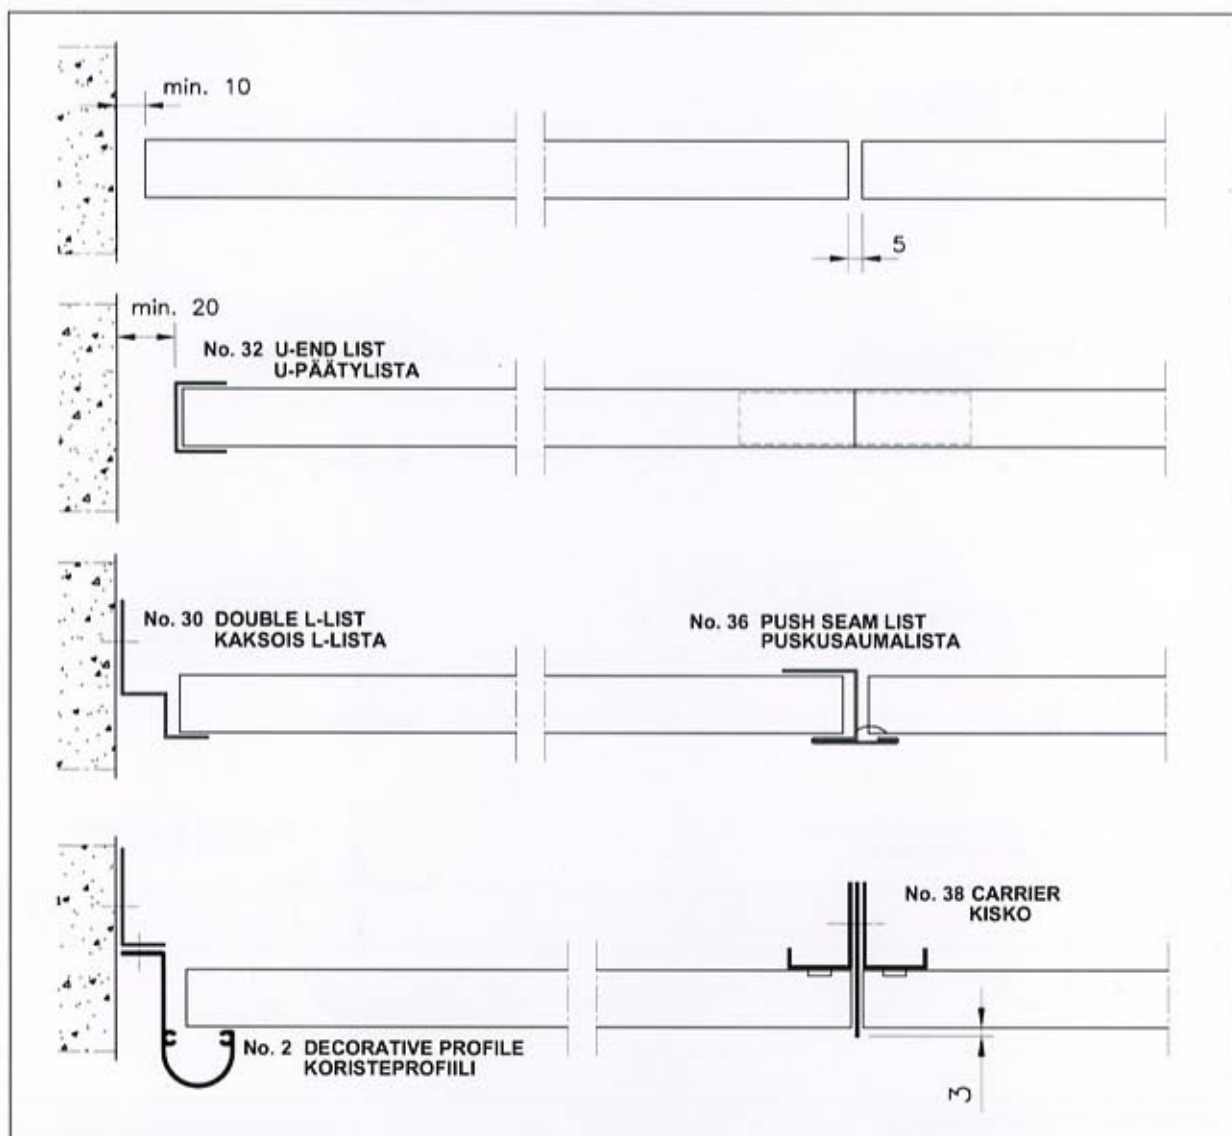 min. 10
5
min. 20
No. 32 U-END LIST
U-PÄÄTYLISTA
No. 30 DOUBLE L-LIST
KAKSOIS L-LISTA
No. 36 PUSH SEAM LIST
PUSKUSAUMALISTA
No. 38 CARRIER
KISKO
No. 2 DECORATIVE PROFILE
KORISTEPROFIILI
3